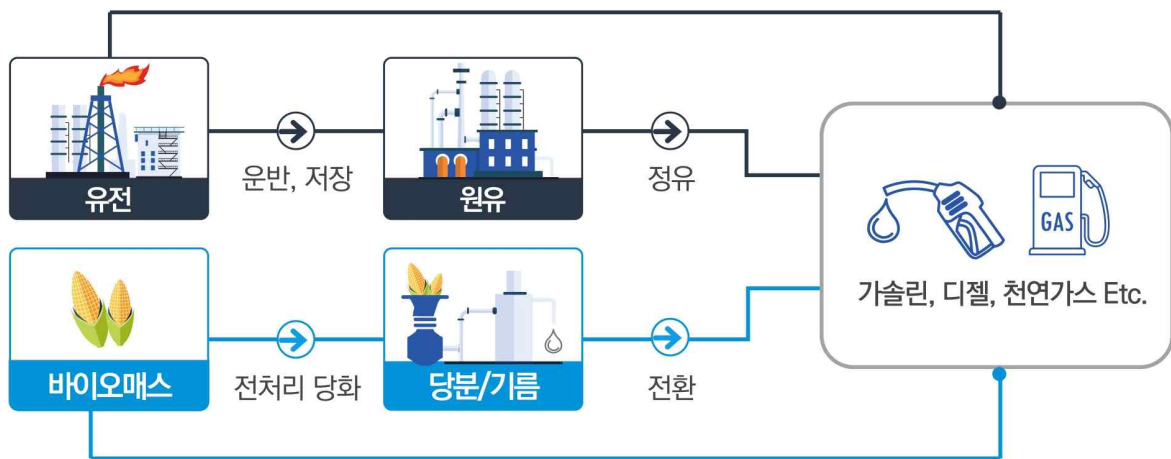 유전
운반, 저장
원유
정유
GAS
가솔린, 디젤, 천연가스 Etc.
바이오매스
전처리 당화
당분/기름
전환